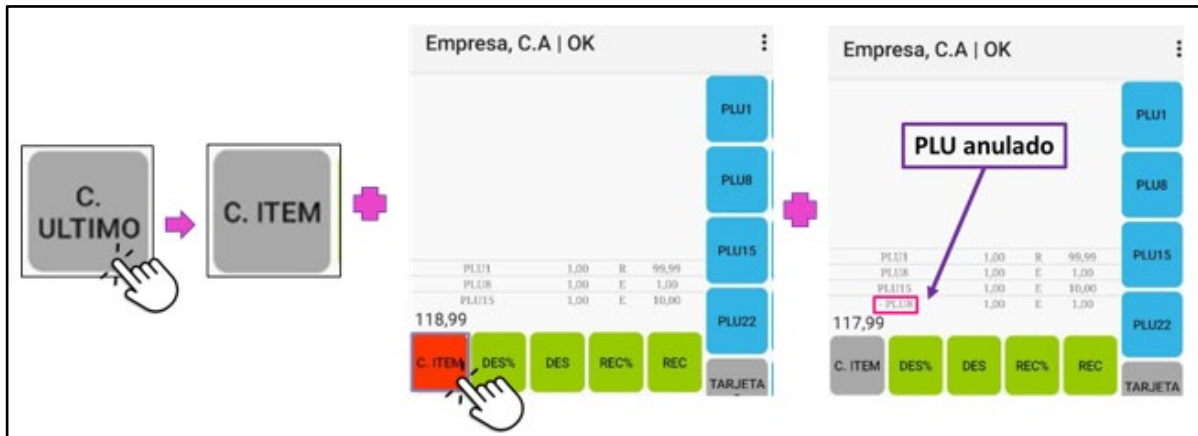 C.
ULTIMO
C. ITEM
Empresa, C.A | OK
PLU1
PLU8
PLU15
PLU1 1,00 R 99,99
PLU8 1,00 E 1,00
PLU15 1,00 E 10,00
118,99
PLU22
C. ITEM DES% DES REC% REC
TARJETA
Empresa, C.A | OK
PLU1
PLU anulado
PLU8
PLU15
PLU1 1,00 R 99,99
PLU8 1,00 E 1,00
PLU15 1,00 E 10,00
- PLU8 1,00 E 1,00
117,99
PLU22
C. ITEM DES% DES REC% REC
TARJETA